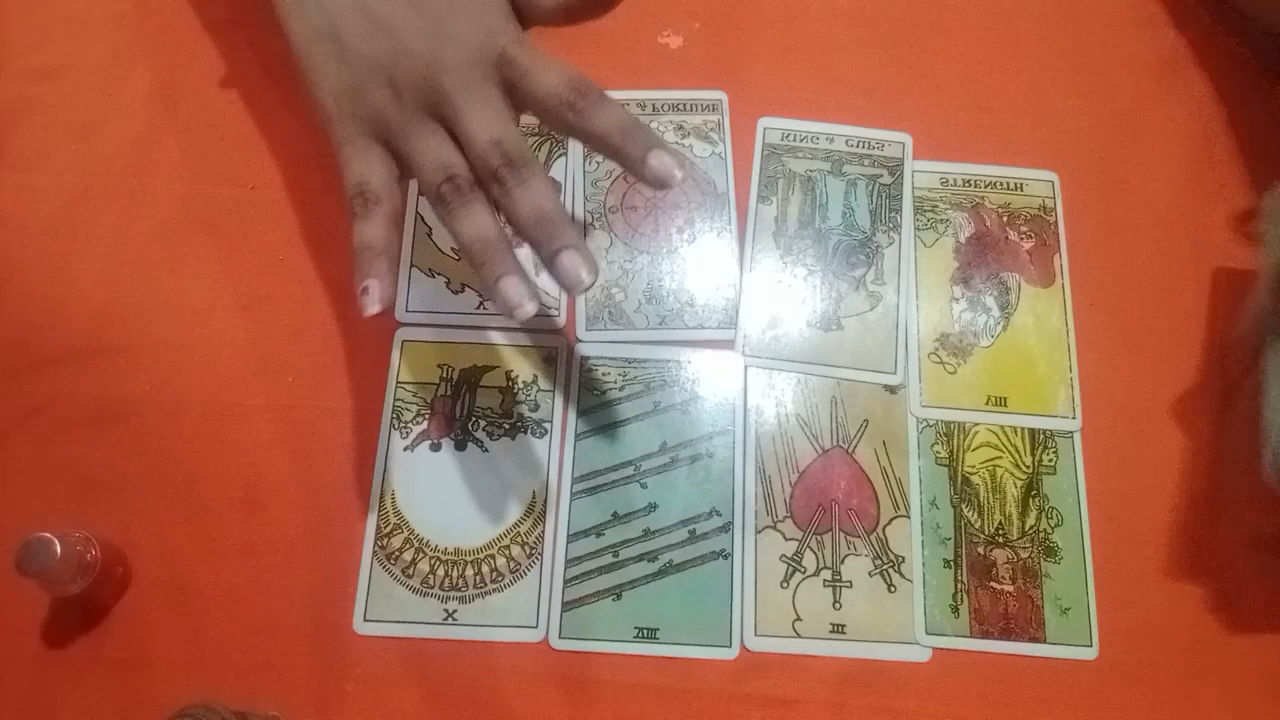 of FORTUNE
X
KING of CUPS.
STRENGTH.
VIII
X
VIII
III